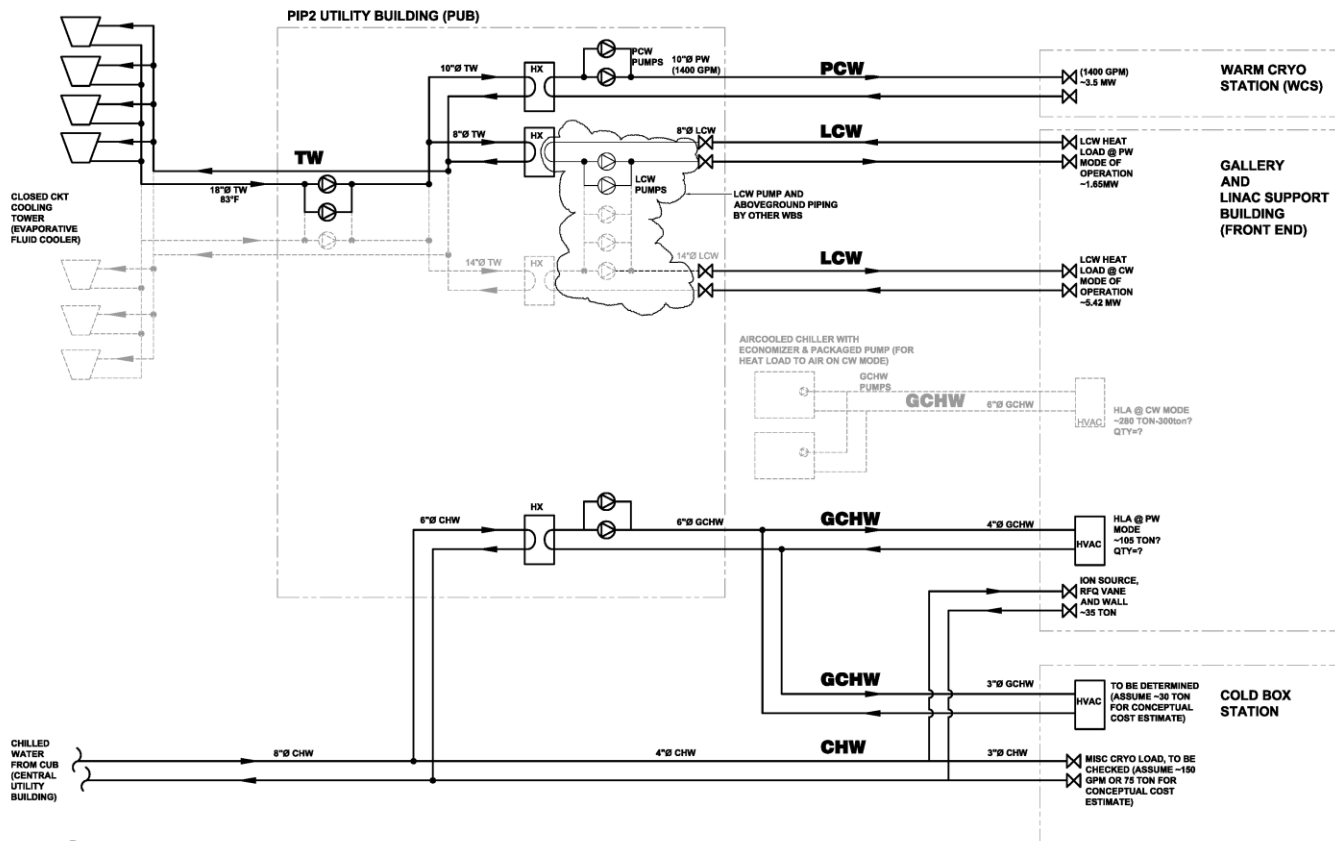 PIP2 UTILITY BUILDING (PUB)
PCW
PUMPS
10"Ø PW
(1400 GPM)
PCW
10"Ø TW
HX
(1400 GPM)
~3.5 MW
WARM CRYO
STATION (WCS)
8"Ø TW
HX
8"Ø LCW
LCW
LCW HEAT
LOAD @ PW
MODE OF
OPERATION
~1.65MW
GALLERY
AND
LINAC SUPPORT
BUILDING
(FRONT END)
TW
18"Ø TW
83°F
LCW
PUMPS
LCW PUMP AND
ABOVEGROUND PIPING
BY OTHER WBS
CLOSED CKT
COOLING
TOWER
(EVAPORATIVE
FLUID COOLER)
14"Ø TW
HX
14"Ø LCW
LCW
LCW HEAT
LOAD @ CW
MODE OF
OPERATION
~5.42 MW
AIRCOOLED CHILLER WITH
ECONOMIZER & PACKAGED PUMP (FOR
HEAT LOAD TO AIR ON CW MODE)
GCHW
PUMPS
GCHW
6"Ø GCHW
HVAC
HLA @ CW MODE
~280 TON-300ton?
QTY=?
6"Ø CHW
HX
6"Ø GCHW
GCHW
4"Ø GCHW
HVAC
HLA @ PW
MODE
~105 TON?
QTY=?
ION SOURCE,
RFQ VANE
AND WALL
~35 TON
GCHW
3"Ø GCHW
HVAC
TO BE DETERMINED
(ASSUME ~30 TON
FOR CONCEPTUAL
COST ESTIMATE)
COLD BOX
STATION
CHILLED
WATER
FROM CUB
(CENTRAL
UTILITY
BUILDING)
8"Ø CHW
4"Ø CHW
CHW
3"Ø CHW
MISC CRYO LOAD, TO BE
CHECKED (ASSUME ~150
GPM OR 75 TON FOR
CONCEPTUAL COST
ESTIMATE)